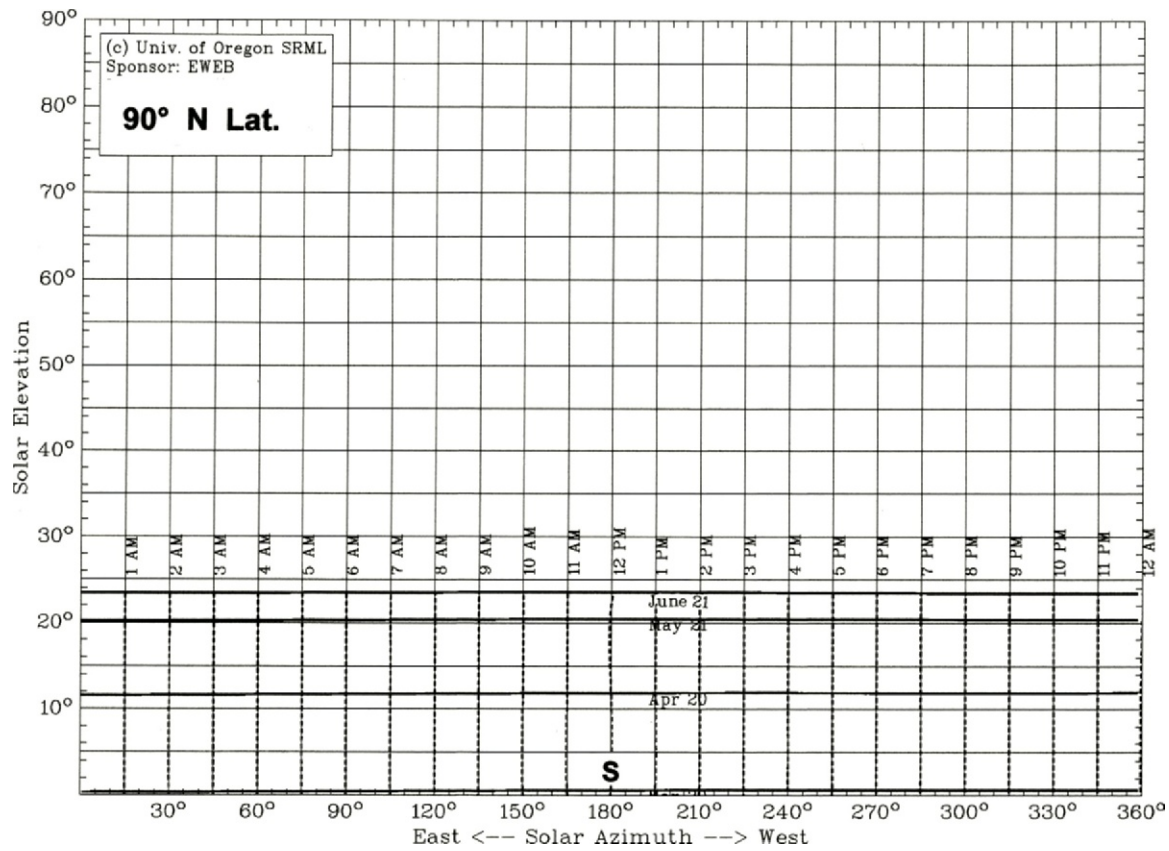 90°
(c) Univ. of Oregon SRML
Sponsor: EWEB
90° N Lat.
80°
70°
60°
50°
40°
30°
20°
10°
Solar Elevation
1 AM
2 AM
3 AM
4 AM
5 AM
6 AM
7 AM
8 AM
9 AM
10 AM
11 AM
12 PM
1 PM
2 PM
3 PM
4 PM
5 PM
6 PM
7 PM
8 PM
9 PM
10 PM
11 PM
12 AM
June 21
May 21
Apr 20
S
30° 60° 90° 120° 150° 180° 210° 240° 270° 300° 330° 360°
East <-- Solar Azimuth --> West